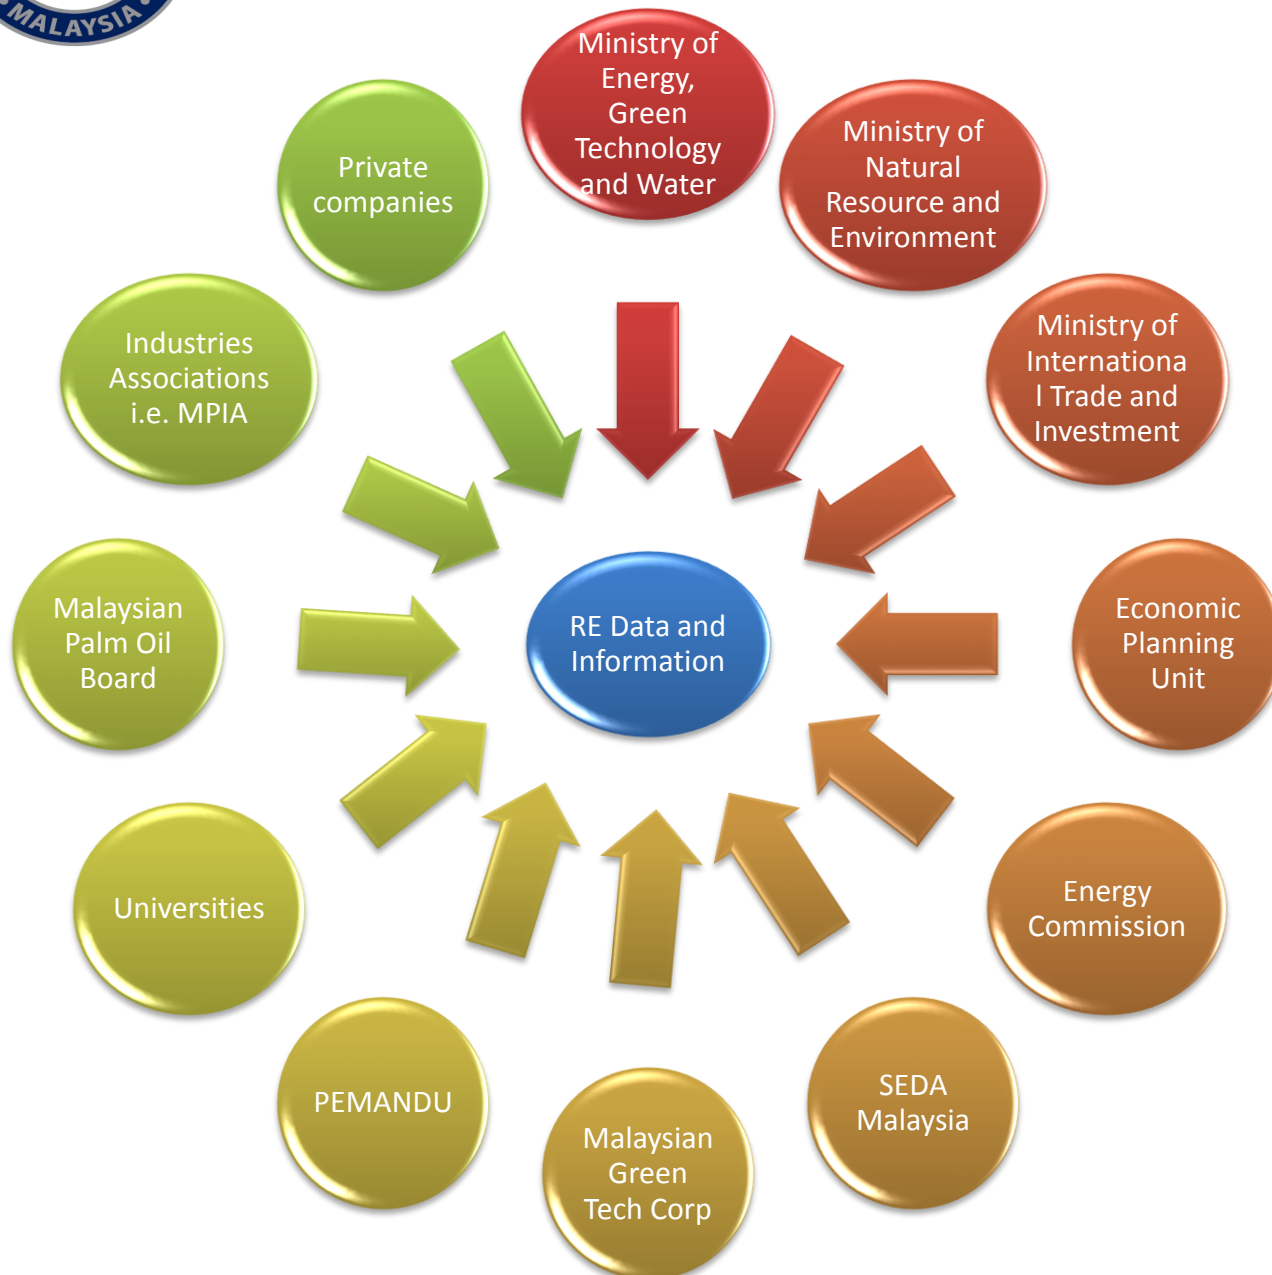 MALAYSIA
Ministry of
Energy,
Green
Technology
and Water
Ministry of
Natural
Resource and
Environment
Ministry of
Internationa
l Trade and
Investment
Economic
Planning
Unit
Energy
Commission
SEDA
Malaysia
Malaysian
Green
Tech Corp
PEMANDU
Universities
Malaysian
Palm Oil
Board
Industries
Associations
i.e. MPIA
Private
companies
RE Data and
Information